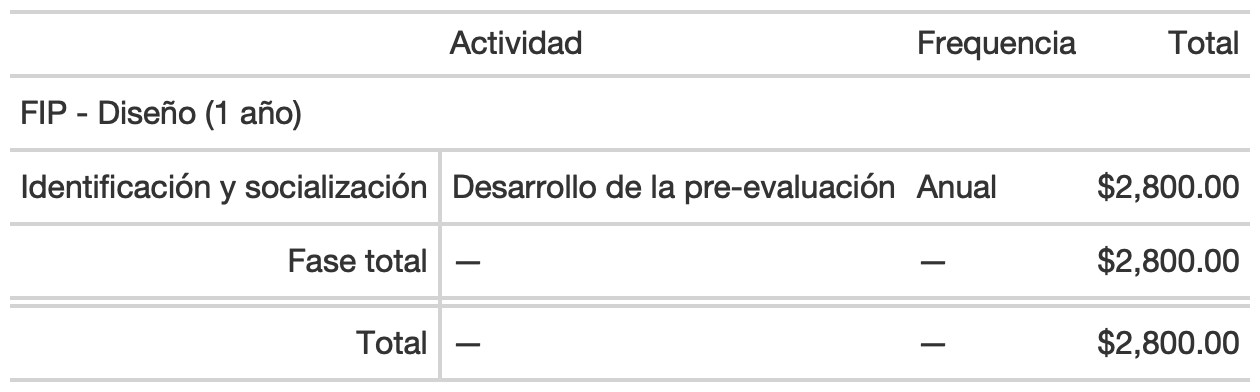 Actividad Frequencia Total
FIP - Diseño (1 año)
Identificación y socialización Desarrollo de la pre-evaluación Anual $2,800.00
Fase total — — $2,800.00
Total — — $2,800.00